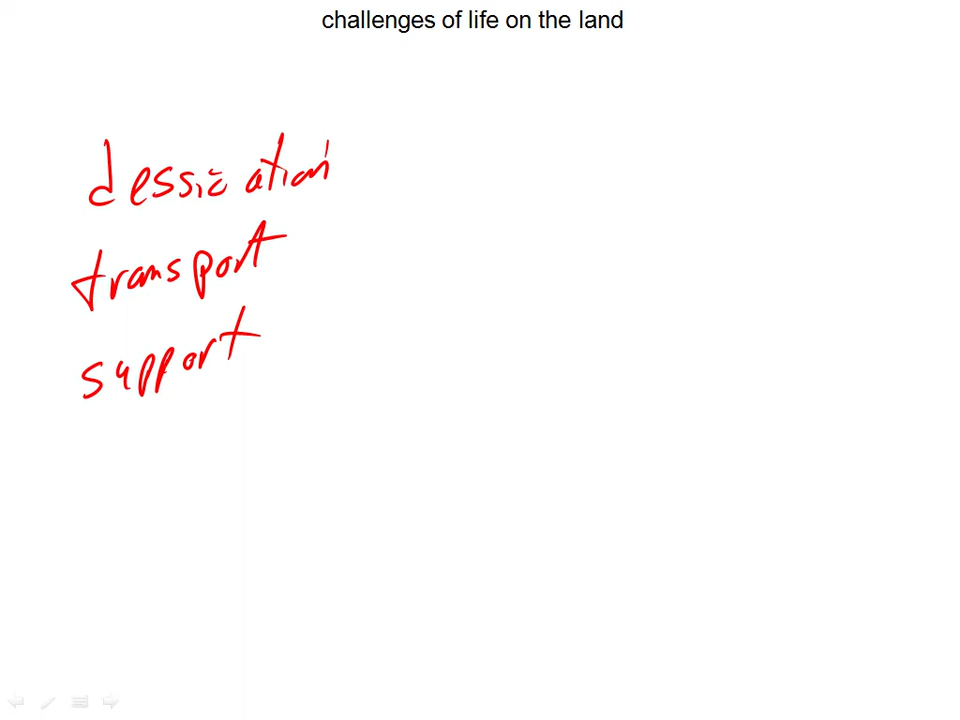 challenges of life on the land
dessication
transport
support